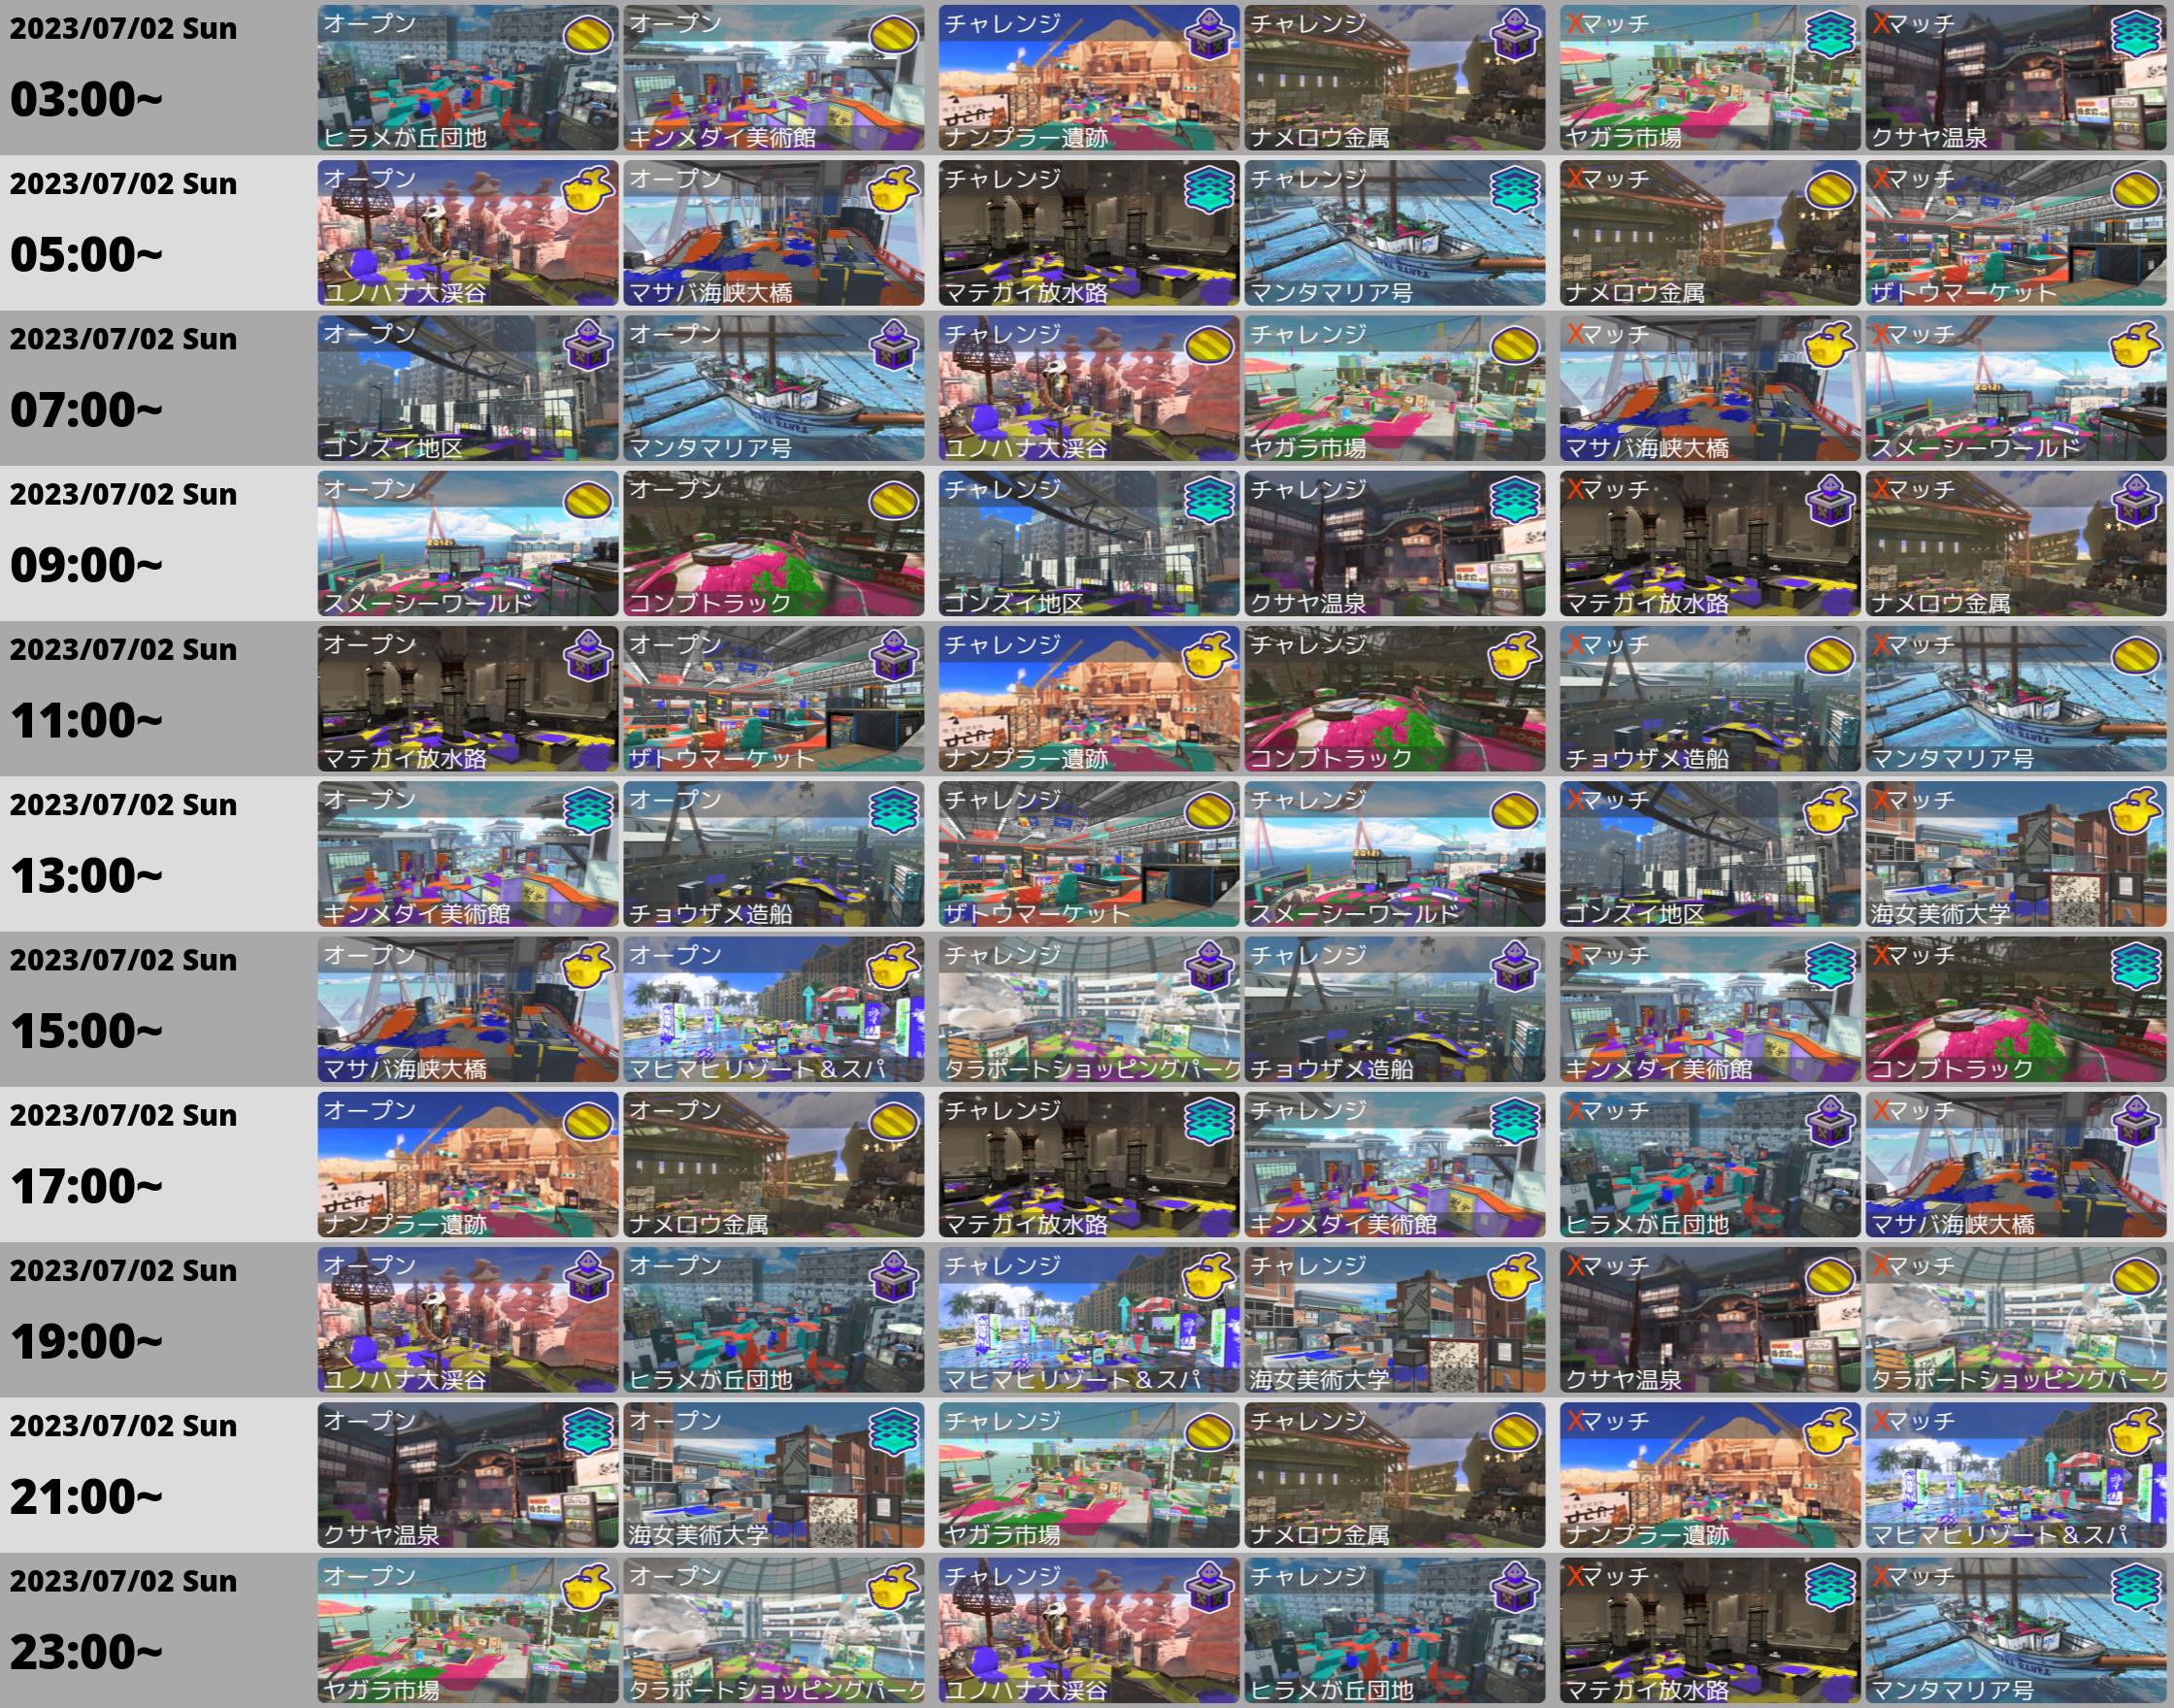 2023/07/02 Sun
03:00~
オープン
ヒラメが丘団地
オープン
キンメダイ美術館
チャレンジ
ナンプラー遺跡
チャレンジ
ナメロウ金属
Xマッチ
ヤガラ市場
Xマッチ
クサヤ温泉
2023/07/02 Sun
05:00~
オープン
ユノハナ大渓谷
オープン
マサバ海峡大橋
チャレンジ
マテガイ放水路
チャレンジ
マンタマリア号
Xマッチ
ナメロウ金属
Xマッチ
ザトウマーケット
2023/07/02 Sun
07:00~
オープン
ゴンズイ地区
オープン
マンタマリア号
チャレンジ
ユノハナ大渓谷
チャレンジ
ヤガラ市場
Xマッチ
マサバ海峡大橋
Xマッチ
スメーシーワールド
2023/07/02 Sun
09:00~
オープン
スメーシーワールド
オープン
コンブトラック
チャレンジ
ゴンズイ地区
チャレンジ
クサヤ温泉
Xマッチ
マテガイ放水路
Xマッチ
ナメロウ金属
2023/07/02 Sun
11:00~
オープン
マテガイ放水路
オープン
ザトウマーケット
チャレンジ
ナンプラー遺跡
チャレンジ
コンブトラック
Xマッチ
チョウザメ造船
Xマッチ
マンタマリア号
2023/07/02 Sun
13:00~
オープン
キンメダイ美術館
オープン
チョウザメ造船
チャレンジ
ザトウマーケット
チャレンジ
スメーシーワールド
Xマッチ
ゴンズイ地区
Xマッチ
海女美術大学
2023/07/02 Sun
15:00~
オープン
マサバ海峡大橋
オープン
マヒマヒリゾート＆スパ
チャレンジ
タラポートショッピングパーク
チャレンジ
チョウザメ造船
Xマッチ
キンメダイ美術館
Xマッチ
コンブトラック
2023/07/02 Sun
17:00~
オープン
ナンプラー遺跡
オープン
ナメロウ金属
チャレンジ
マテガイ放水路
チャレンジ
キンメダイ美術館
Xマッチ
ヒラメが丘団地
Xマッチ
マサバ海峡大橋
2023/07/02 Sun
19:00~
オープン
ユノハナ大渓谷
オープン
ヒラメが丘団地
チャレンジ
マヒマヒリゾート＆スパ
チャレンジ
海女美術大学
Xマッチ
クサヤ温泉
Xマッチ
タラポートショッピングパーク
2023/07/02 Sun
21:00~
オープン
クサヤ温泉
オープン
海女美術大学
チャレンジ
ヤガラ市場
チャレンジ
ナメロウ金属
Xマッチ
ナンプラー遺跡
Xマッチ
マヒマヒリゾート＆スパ
2023/07/02 Sun
23:00~
オープン
ヤガラ市場
オープン
タラポートショッピングパーク
チャレンジ
ユノハナ大渓谷
チャレンジ
ヒラメが丘団地
Xマッチ
マテガイ放水路
Xマッチ
マンタマリア号